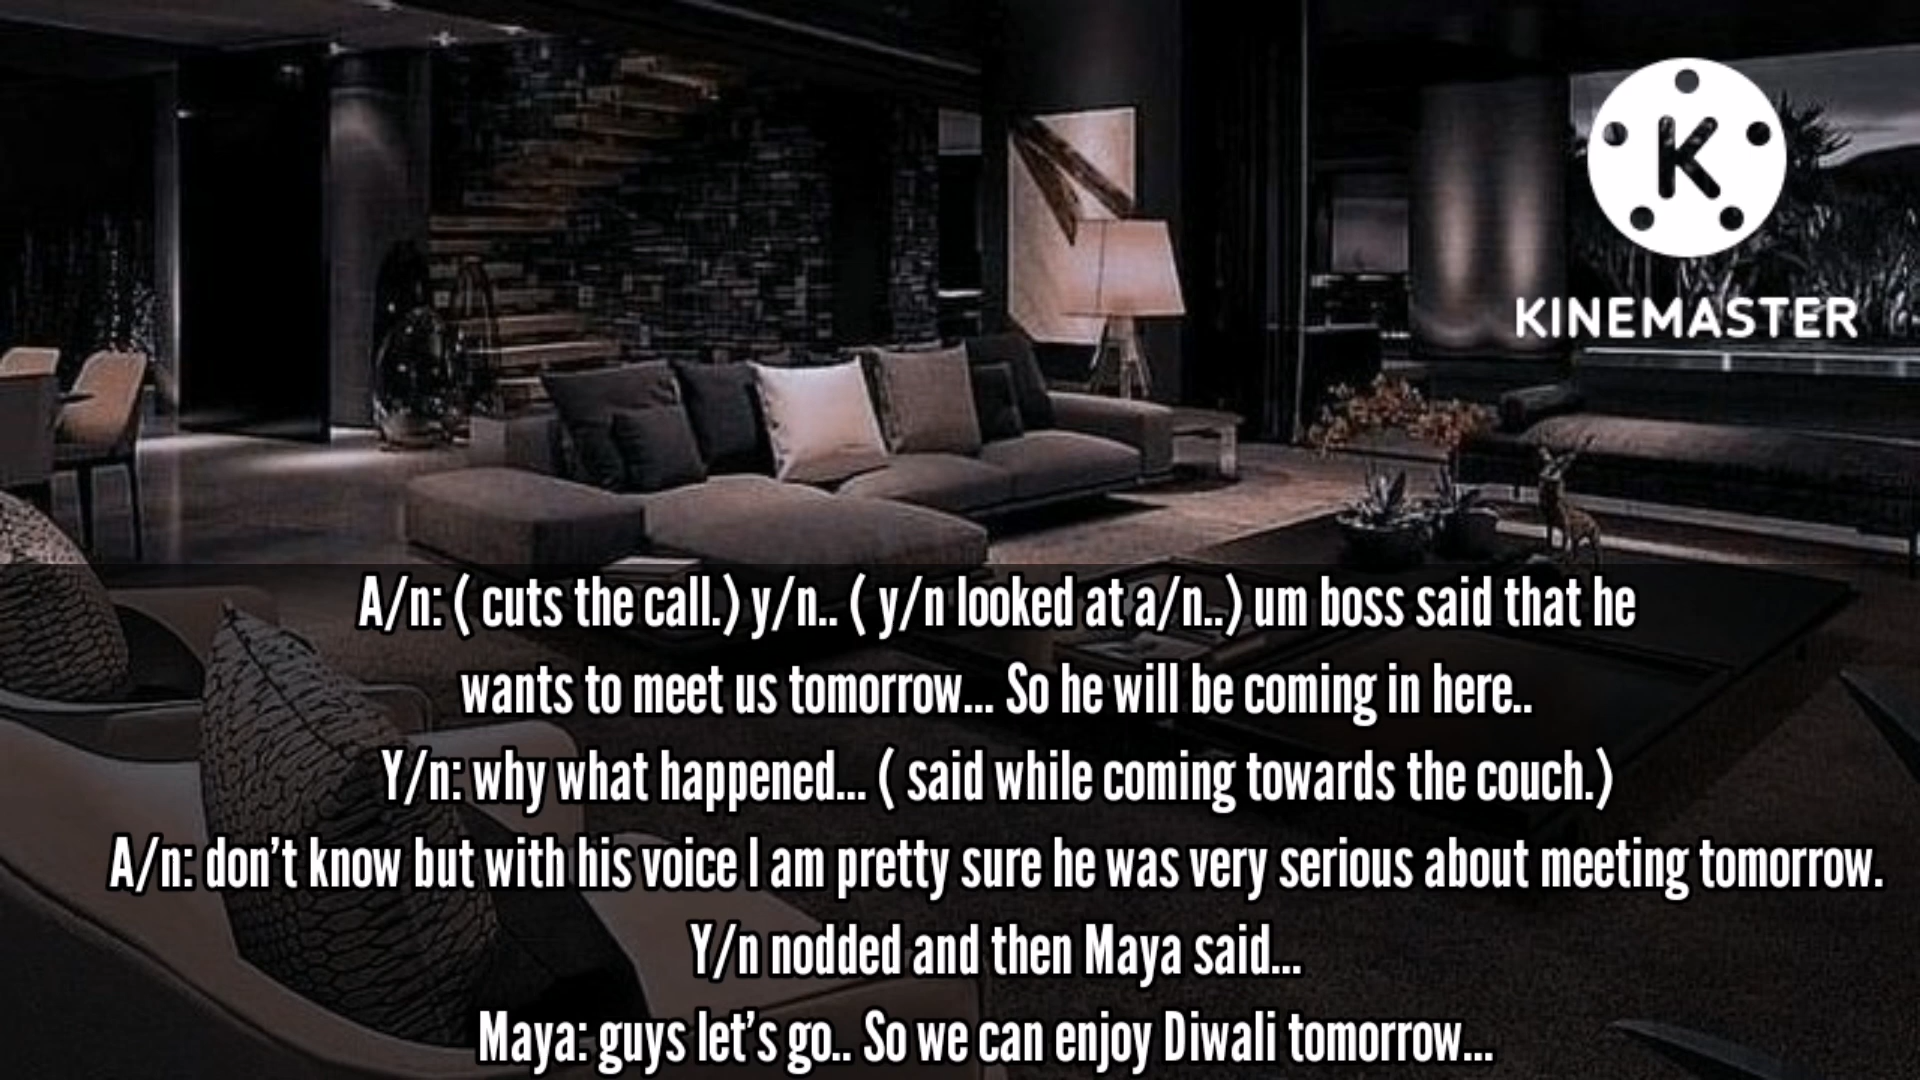 K
KINEMASTER
A/n: ( cuts the call.) y/n.. ( y/n looked at a/n..) um boss said that he
wants to meet us tomorrow... So he will be coming in here..
Y/n: why what happened... ( said while coming towards the couch.)
A/n: don't know but with his voice I am pretty sure he was very serious about meeting tomorrow.
Y/n nodded and then Maya said...
Maya: guys let's go.. So we can enjoy Diwali tomorrow...